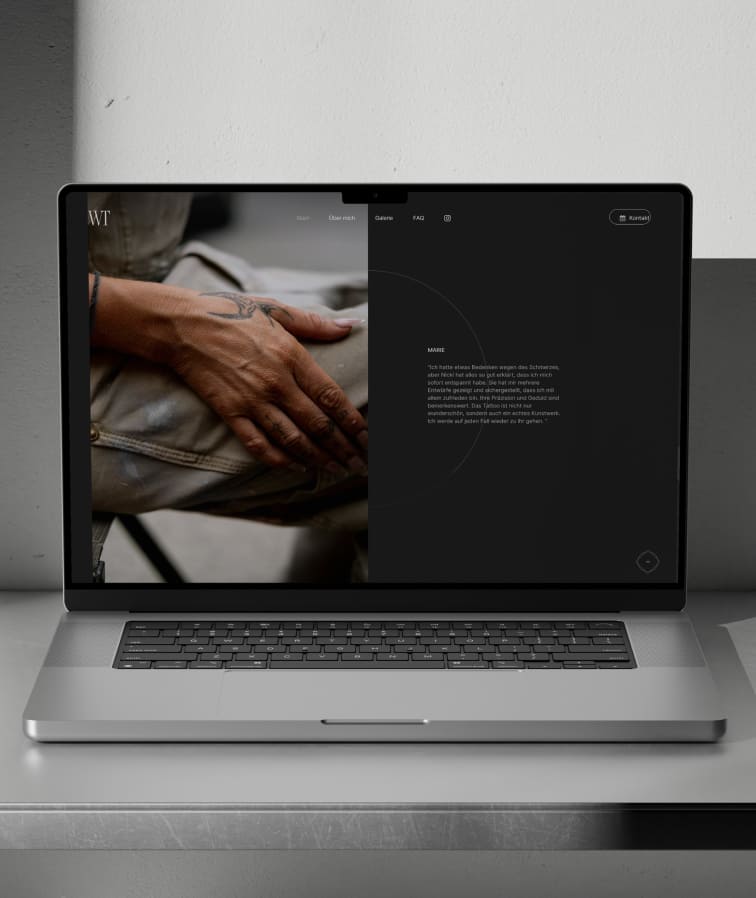 WT
Start
Über mich
Galerie
FAQ
Kontakt
MARIE
"Ich hatte etwas Bedenken wegen des Schmerzes,
aber Nicki hat alles so gut erklärt, dass ich mich
sofort entspannt habe. Sie hat mir mehrere
Entwürfe gezeigt und sichergestellt, dass ich mit
allem zufrieden bin. Ihre Präzision und Geduld sind
bemerkenswert. Das Tattoo ist nicht nur
wunderschön, sondern auch ein echtes Kunstwerk.
Ich werde auf jeden Fall wieder zu ihr gehen. "